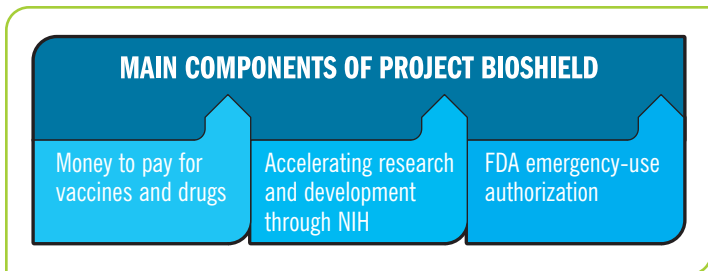 MAIN COMPONENTS OF PROJECT BIOSHIELD
Money to pay for
vaccines and drugs
Accelerating research
and development
through NIH
FDA emergency-use
authorization